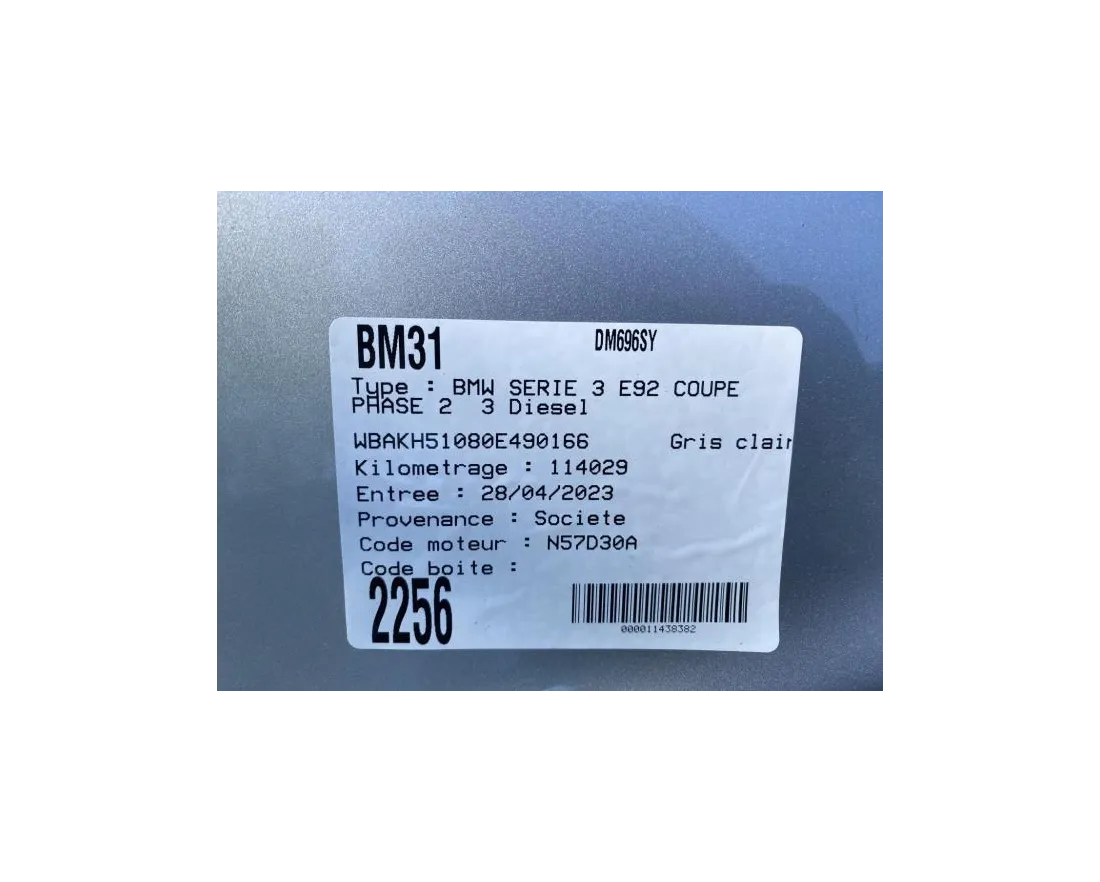 BM31 DM696SY
Type : BMW SERIE 3 E92 COUPE
PHASE 2 3 Diesel
WBAKH51080E490166 Gris clair
Kilometrage : 114029
Entree : 28/04/2023
Provenance : Societe
Code moteur : N57D30A
Code boite :
2256
000011438382